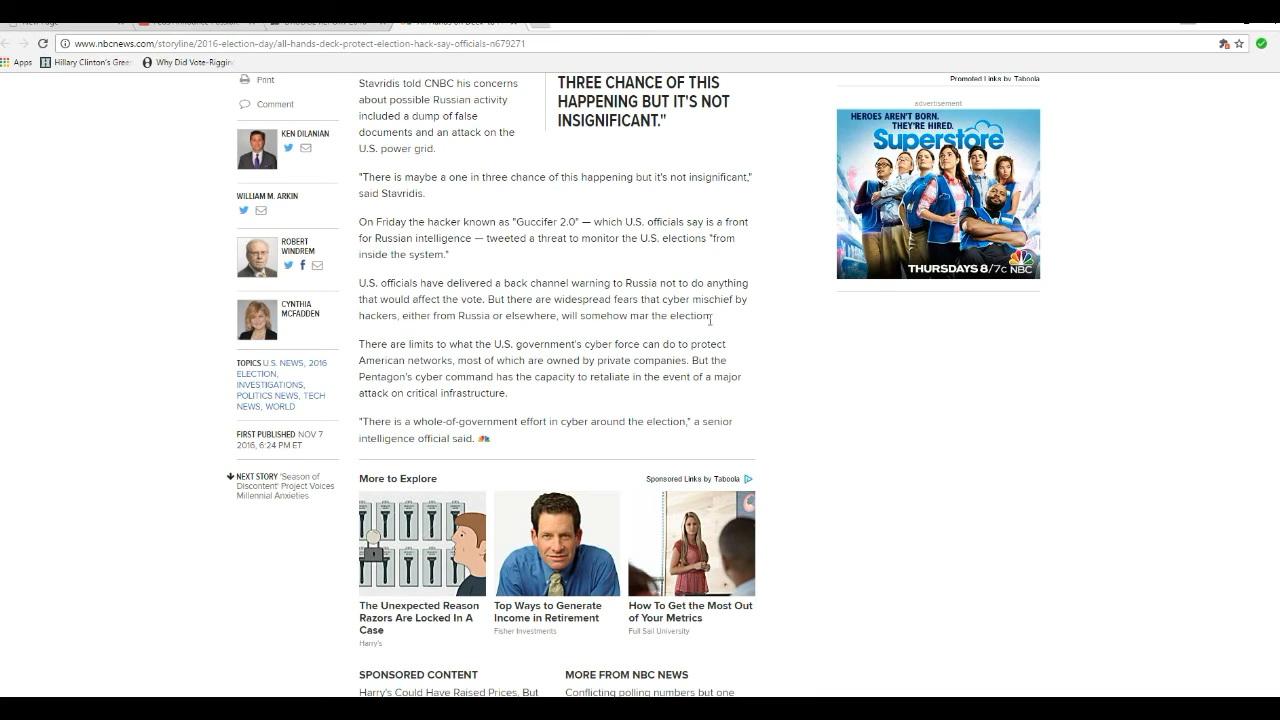 www.nbcnews.com/storyline/2016-election-day/all-hands-deck-protect-election-hack-say-officials-n679271
Apps
Hillary Clinton's Gree
Why Did Vote-Rigging
Print
Comment
KEN DILANIAN
WILLIAM M. ARKIN
ROBERT
WINDREM
CYNTHIA
MCFADDEN
TOPICS U.S. NEWS, 2016
ELECTION,
INVESTIGATIONS,
POLITICS NEWS, TECH
NEWS, WORLD
FIRST PUBLISHED NOV 7
2016, 6:24 PM ET
NEXT STORY 'Season of
Discontent' Project Voices
Millennial Anxieties
Stavridis told CNBC his concerns
about possible Russian activity
included a dump of false
documents and an attack on the
U.S. power grid.
THREE CHANCE OF THIS
HAPPENING BUT IT'S NOT
INSIGNIFICANT."
"There is maybe a one in three chance of this happening but it's not insignificant,"
said Stavridis.
On Friday the hacker known as "Guccifer 2.0" — which U.S. officials say is a front
for Russian intelligence — tweeted a threat to monitor the U.S. elections "from
inside the system."
U.S. officials have delivered a back channel warning to Russia not to do anything
that would affect the vote. But there are widespread fears that cyber mischief by
hackers, either from Russia or elsewhere, will somehow mar the election.
There are limits to what the U.S. government's cyber force can do to protect
American networks, most of which are owned by private companies. But the
Pentagon's cyber command has the capacity to retaliate in the event of a major
attack on critical infrastructure.
"There is a whole-of-government effort in cyber around the election," a senior
intelligence official said.
More to Explore
Sponsored Links by Taboola
The Unexpected Reason
Razors Are Locked In A
Case
Harry's
Top Ways to Generate
Income in Retirement
Fisher Investments
How To Get the Most Out
of Your Metrics
Full Sail University
SPONSORED CONTENT
Harry's Could Have Raised Prices, But
MORE FROM NBC NEWS
Conflicting polling numbers but one
Promoted Links by Taboola
advertisement
HEROES AREN'T BORN.
THEY'RE HIRED.
Superstore
THURSDAYS 8/7c NBC